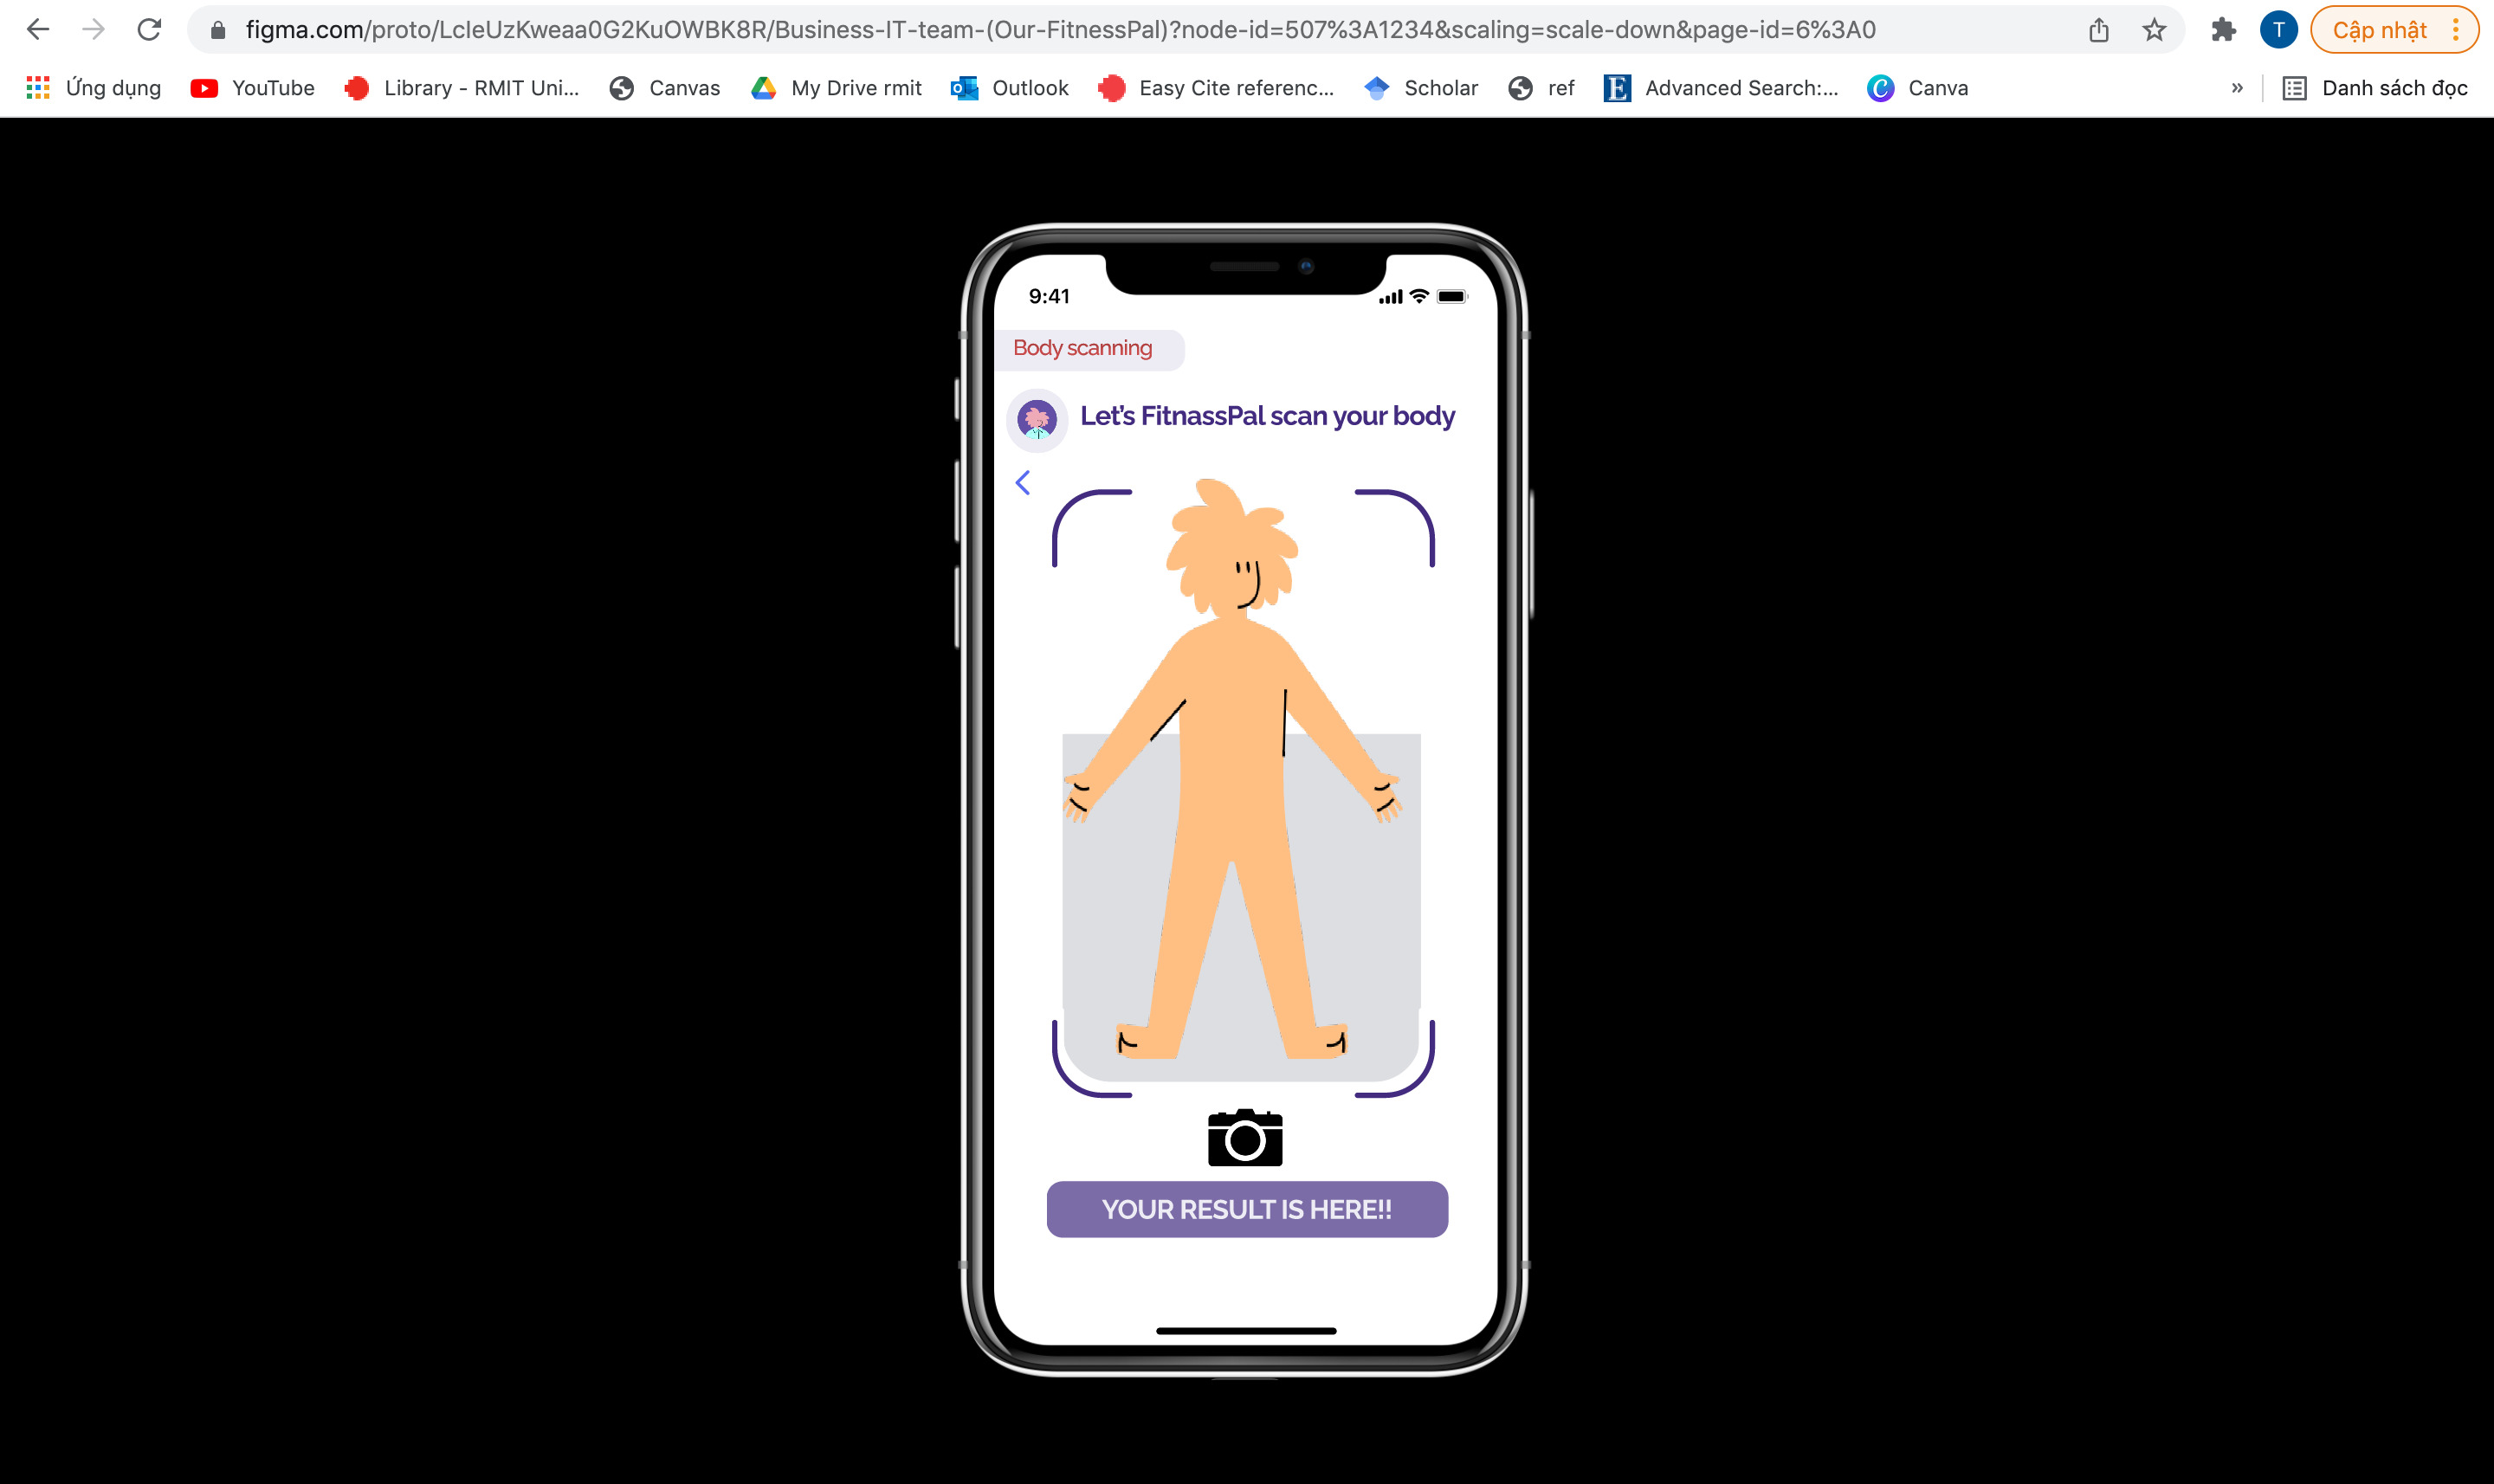 figma.com/proto/LcIeUzKweaa0G2KuOWBK8R/Business-IT-team-(Our-FitnessPal)?node-id=507%3A1234&scaling=scale-down&page-id=6%3A0
T
Cập nhật
Ứng dụng
YouTube
Library - RMIT Uni...
Canvas
My Drive rmit
Outlook
Easy Cite referenc...
Scholar
ref
Advanced Search:...
Canva
»
Danh sách đọc
9:41
Body scanning
Let's FitnassPal scan your body
YOUR RESULT IS HERE!!